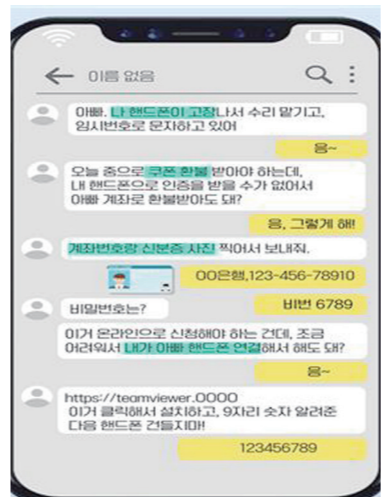 이름 없음
아빠. 나 핸드폰이 고장나서 수리 맡기고,
임시번호로 문자하고 있어
응~
오늘 중으로 쿠폰 환불 받아야 하는데,
내 핸드폰으로 인증을 받을 수가 없어서
아빠 계좌로 환불받아도 돼?
응, 그렇게 해!
계좌번호랑 신분증 사진 찍어서 보내줘.
OO은행,123-456-78910
비밀번호는?
비번 6789
이거 온라인으로 신청해야 하는 건데, 조금
어려워서 내가 아빠 핸드폰 연결해서 해도 돼?
응~
https://teamviewer.OOOO
이거 클릭해서 설치하고, 9자리 숫자 알려준
다음 핸드폰 건들지마!
123456789